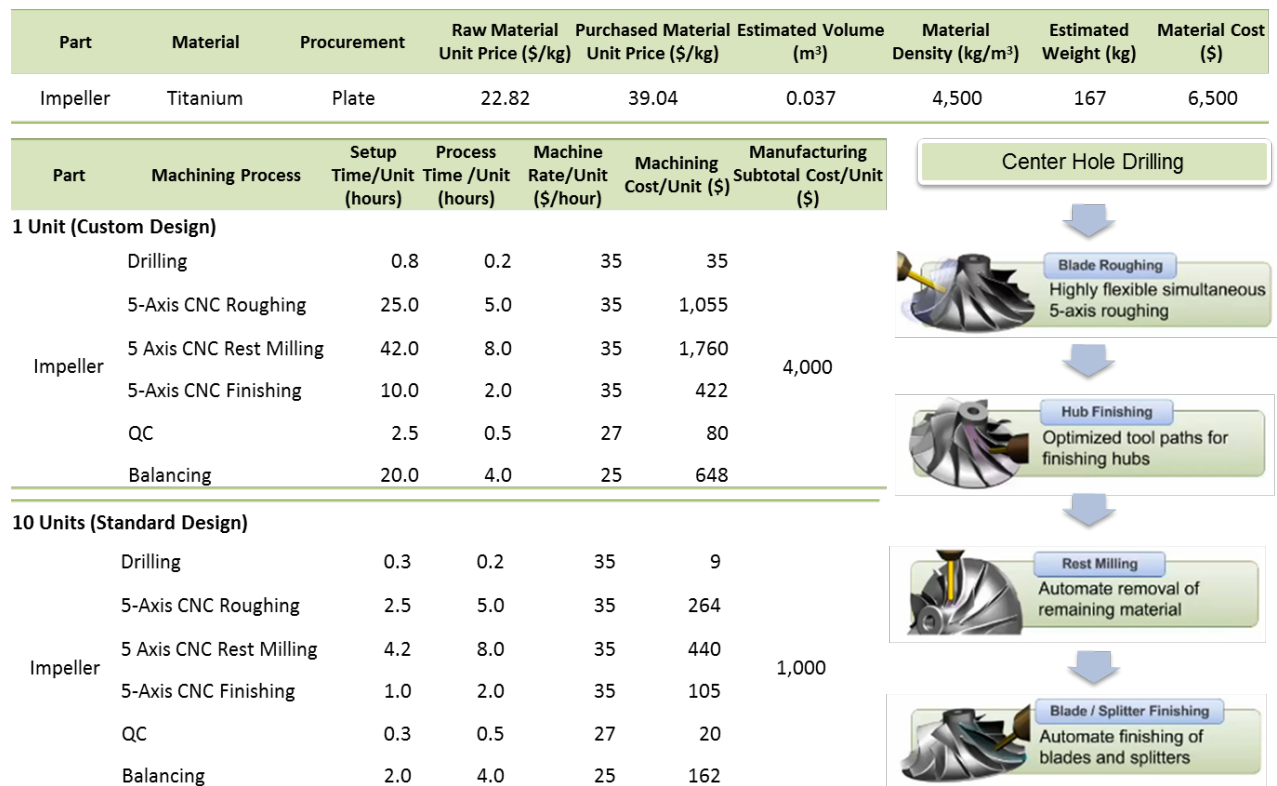 Part Material Procurement Raw Material Unit Price ($/kg) Purchased Material Unit Price ($/kg) Estimated Volume (m³) Material Density (kg/m³) Estimated Weight (kg) Material Cost ($)
Impeller Titanium Plate 22.82 39.04 0.037 4,500 167 6,500
Part Machining Process Setup Time/Unit (hours) Process Time /Unit (hours) Machine Rate/Unit ($/hour) Machining Cost/Unit ($) Manufacturing Subtotal Cost/Unit ($)
1 Unit (Custom Design)
Drilling 0.8 0.2 35 35
5-Axis CNC Roughing 25.0 5.0 35 1,055
5 Axis CNC Rest Milling 42.0 8.0 35 1,760
Impeller 4,000
5-Axis CNC Finishing 10.0 2.0 35 422
QC 2.5 0.5 27 80
Balancing 20.0 4.0 25 648
10 Units (Standard Design)
Drilling 0.3 0.2 35 9
5-Axis CNC Roughing 2.5 5.0 35 264
5 Axis CNC Rest Milling 4.2 8.0 35 440
Impeller 1,000
5-Axis CNC Finishing 1.0 2.0 35 105
QC 0.3 0.5 27 20
Balancing 2.0 4.0 25 162
Center Hole Drilling
Blade Roughing
Highly flexible simultaneous
5-axis roughing
Hub Finishing
Optimized tool paths for
finishing hubs
Rest Milling
Automate removal of
remaining material
Blade / Splitter Finishing
Automate finishing of
blades and splitters